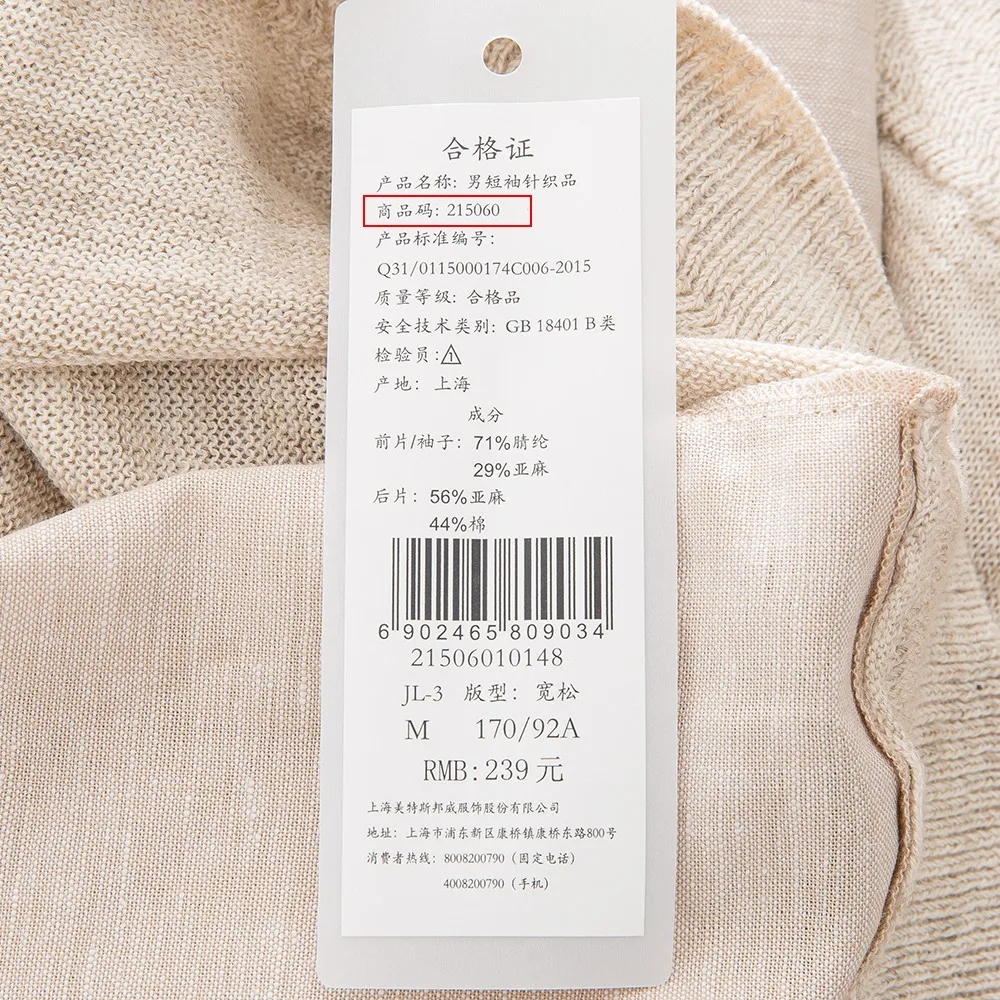 合格证
产品名称: 男短袖针织品
商品码: 215060
产品标准编号:
Q31/0115000174C006-2015
质量等级: 合格品
安全技术类别: GB 18401 B 类
检验员: 1
产地: 上海
成分
前片/袖子: 71%腈纶
29%亚麻
后片: 56%亚麻
44%棉
6 902465 809034
21506010148
JL-3 版型: 宽松
M 170/92A
RMB: 239 元
上海美特斯邦威服饰股份有限公司
地址: 上海市浦东新区康桥镇康桥东路800号
消费者热线: 8008200790 (固定电话)
4008200790 (手机)